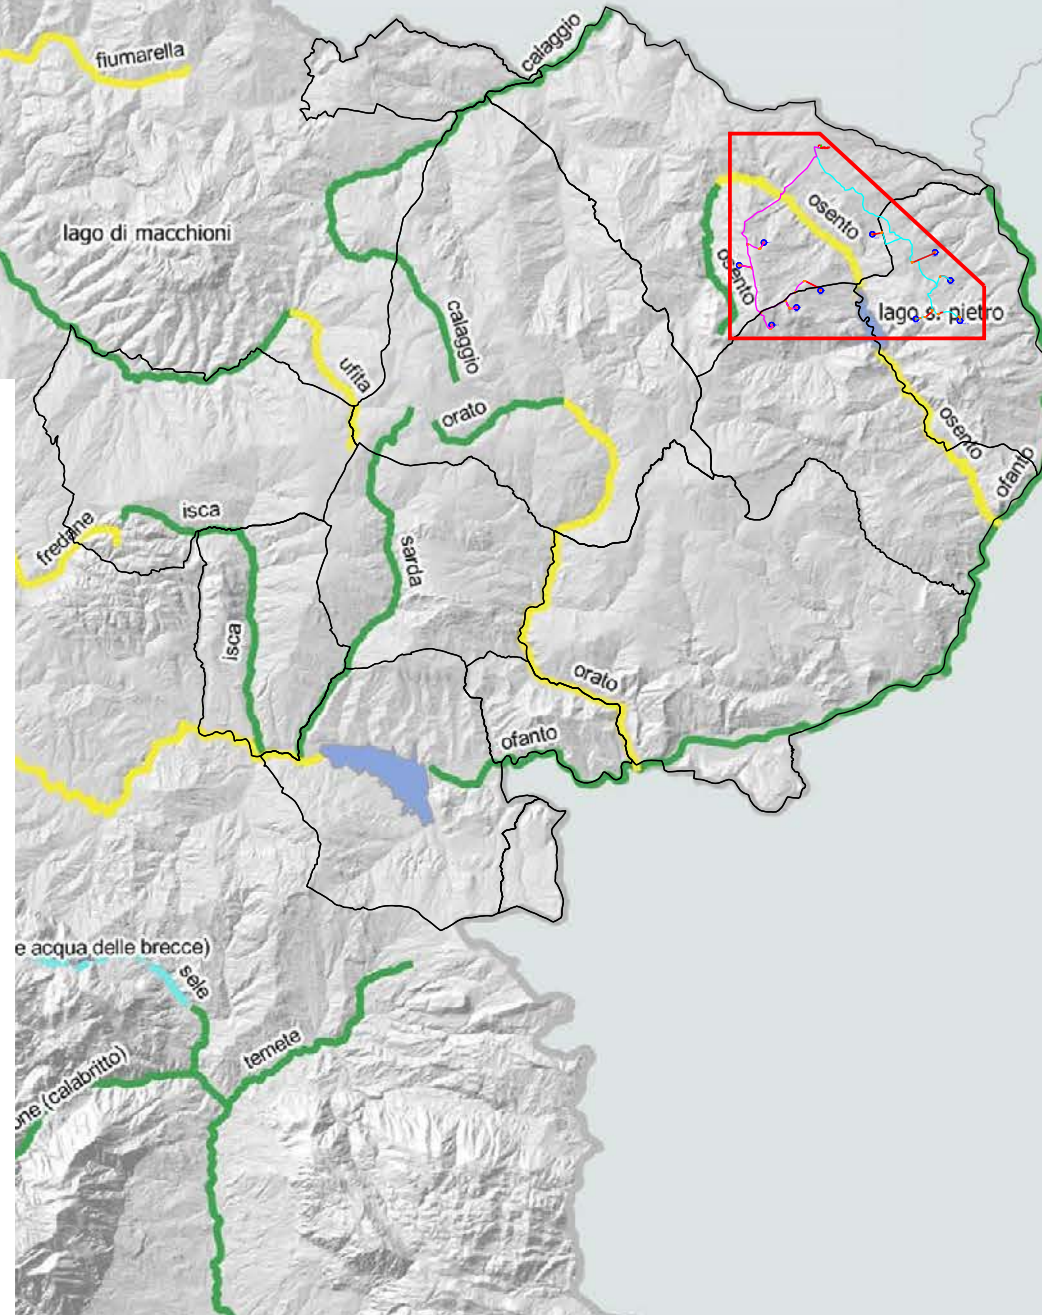 calaggio
fiumarella
osento
lago di macchioni
osento
lago s. pietro
calaggio
ufita
orato
osento
ofanto
isca
fredane
sarda
isca
orato
ofanto
e acqua delle brecce)
sele
temete
one (calabritto)